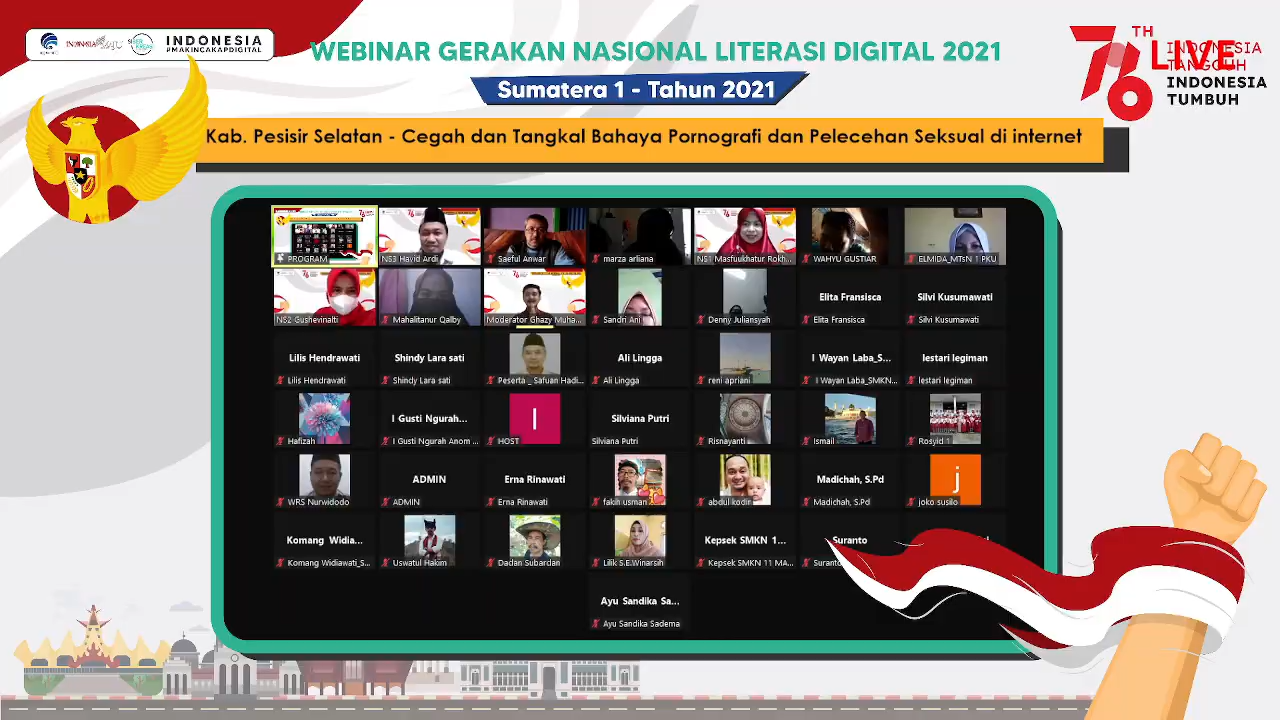 INDONESIA
#MAKINCAKAPDIGITAL
WEBINAR GERAKAN NASIONAL LITERASI DIGITAL 2021
Sumatera 1 - Tahun 2021
Kab. Pesisir Selatan - Cegah dan Tangkal Bahaya Pornografi dan Pelecehan Seksual di internet
76
TH
LIVE
INDONESIA
TANGGUH
INDONESIA
TUMBUH
PROGRAM
NS3 Havid Ardi
Saeful Anwar
marza arliana
NS1 Masfuukhatur Rokh...
WAHYU GUSTIAR
ELMIDA_MTsN 1 PKU
NS2 Gushevinalti
Mahalitanur Qalby
Moderator Ghazy Muha...
Sandri Ani
Denny Juliansyah
Elita Fransisca
Elita Fransisca
Silvi Kusumawati
Silvi Kusumawati
Lilis Hendrawati
Lilis Hendrawati
Shindy Lara sati
Shindy Lara sati
Peserta _ Safuan Hadi...
Ali Lingga
Ali Lingga
reni apriani
I Wayan Laba_S...
I Wayan Laba_SMKN...
lestari legiman
lestari legiman
Hafizah
I Gusti Ngurah...
I Gusti Ngurah Anom ...
I
HOST
Silviana Putri
Silviana Putri
Risnayanti
Ismail
Rosyid 1
WRS Nurwidodo
ADMIN
ADMIN
Erna Rinawati
Erna Rinawati
fakih usman
abdul kodir
Madichah, S.Pd
Madichah, S.Pd
j
joko susilo
Komang Widia...
Komang Widiawati_S...
Uswatul Hakim
Dadan Subardan
Lilik S.E.Winarsih
Kepsek SMKN 1...
Kepsek SMKN 11 MA...
Suranto
Suranto
Ayu Sandika Sa...
Ayu Sandika Sadema